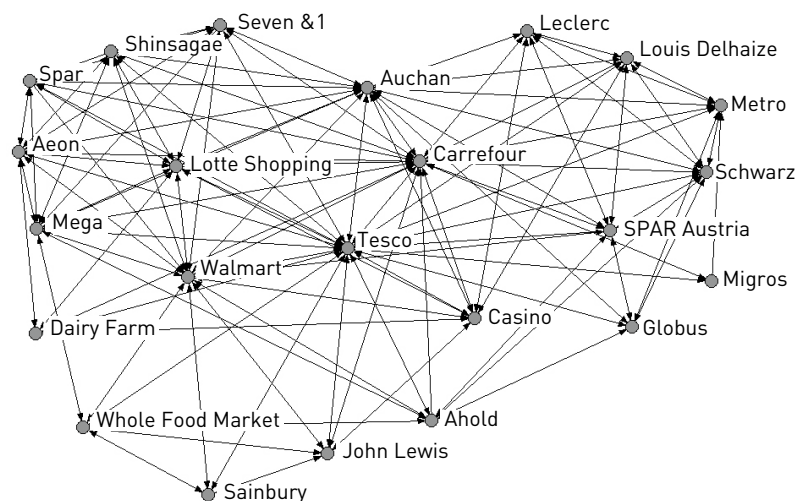 Seven &1
Leclerc
Shinsagae
Louis Delhaize
Spar
Auchan
Metro
Aeon
Lotte Shopping
Carrefour
Schwarz
Mega
Tesco
SPAR Austria
Walmart
Migros
Dairy Farm
Casino
Globus
Whole Food Market
Ahold
John Lewis
Sainbury